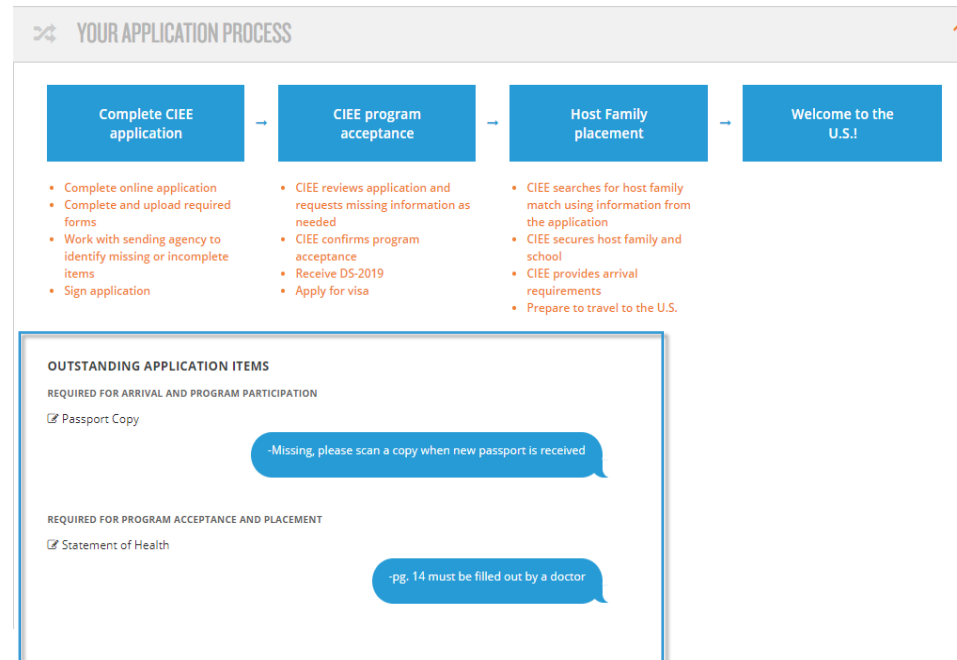 YOUR APPLICATION PROCESS
Complete CIEE
application
→
CIEE program
acceptance
→
Host Family
placement
→
Welcome to the
U.S.!
• Complete online application
• Complete and upload required
forms
• Work with sending agency to
identify missing or incomplete
items
• Sign application
• CIEE reviews application and
requests missing information as
needed
• CIEE confirms program
acceptance
• Receive DS-2019
• Apply for visa
• CIEE searches for host family
match using information from
the application
• CIEE secures host family and
school
• CIEE provides arrival
requirements
• Prepare to travel to the U.S.
OUTSTANDING APPLICATION ITEMS
REQUIRED FOR ARRIVAL AND PROGRAM PARTICIPATION
Passport Copy
-Missing, please scan a copy when new passport is received
REQUIRED FOR PROGRAM ACCEPTANCE AND PLACEMENT
Statement of Health
-pg. 14 must be filled out by a doctor